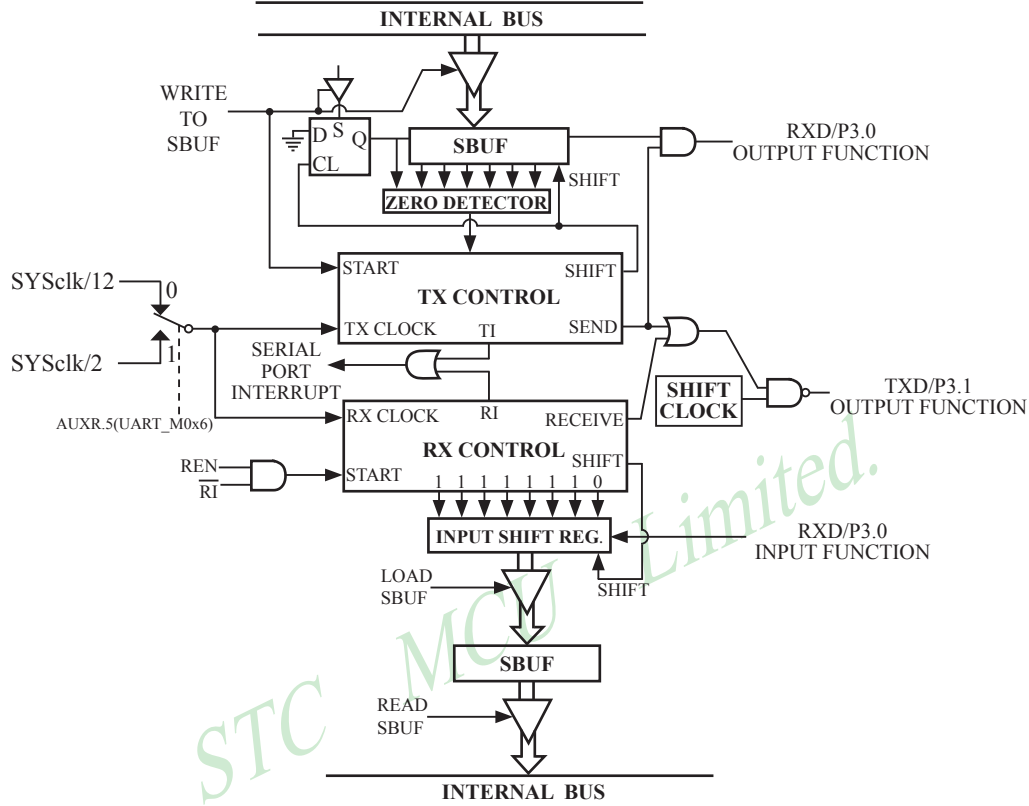 INTERNAL BUS
WRITE
TO
SBUF
D S Q
CL
SBUF
RXD/P3.0
OUTPUT FUNCTION
SHIFT
ZERO DETECTOR
START
SHIFT
TX CONTROL
SYSclk/12
0
TX CLOCK
TI
SEND
SYSclk/2
1
SERIAL
PORT
INTERRUPT
SHIFT
CLOCK
TXD/P3.1
OUTPUT FUNCTION
AUXR.5(UART_M0x6)
RX CLOCK
RI
RECEIVE
RX CONTROL
REN
RI
START
SHIFT
1 1 1 1 1 1 1 0
INPUT SHIFT REG.
RXD/P3.0
INPUT FUNCTION
LOAD
SBUF
SHIFT
SBUF
READ
SBUF
INTERNAL BUS
STC MCU Limited.